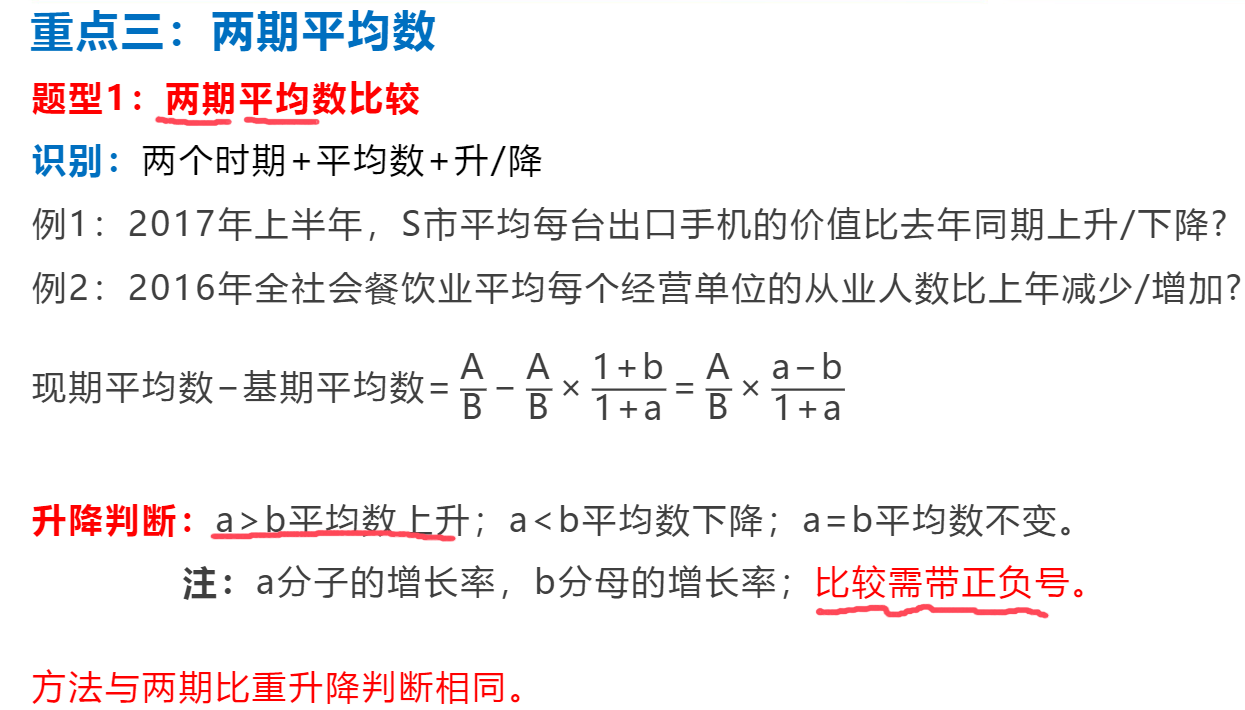 重点三：两期平均数
题型1：两期平均数比较
识别：两个时期+平均数+升/降
例1：2017年上半年，S市平均每台出口手机的价值比去年同期上升/下降?
例2：2016年全社会餐饮业平均每个经营单位的从业人数比上年减少/增加?
现期平均数−基期平均数=A/B−A/B×(1+b)/(1+a)=A/B×(a−b)/(1+a)
升降判断：a>b平均数上升；a<b平均数下降；a=b平均数不变。
注：a分子的增长率，b分母的增长率；比较需带正负号。
方法与两期比重升降判断相同。